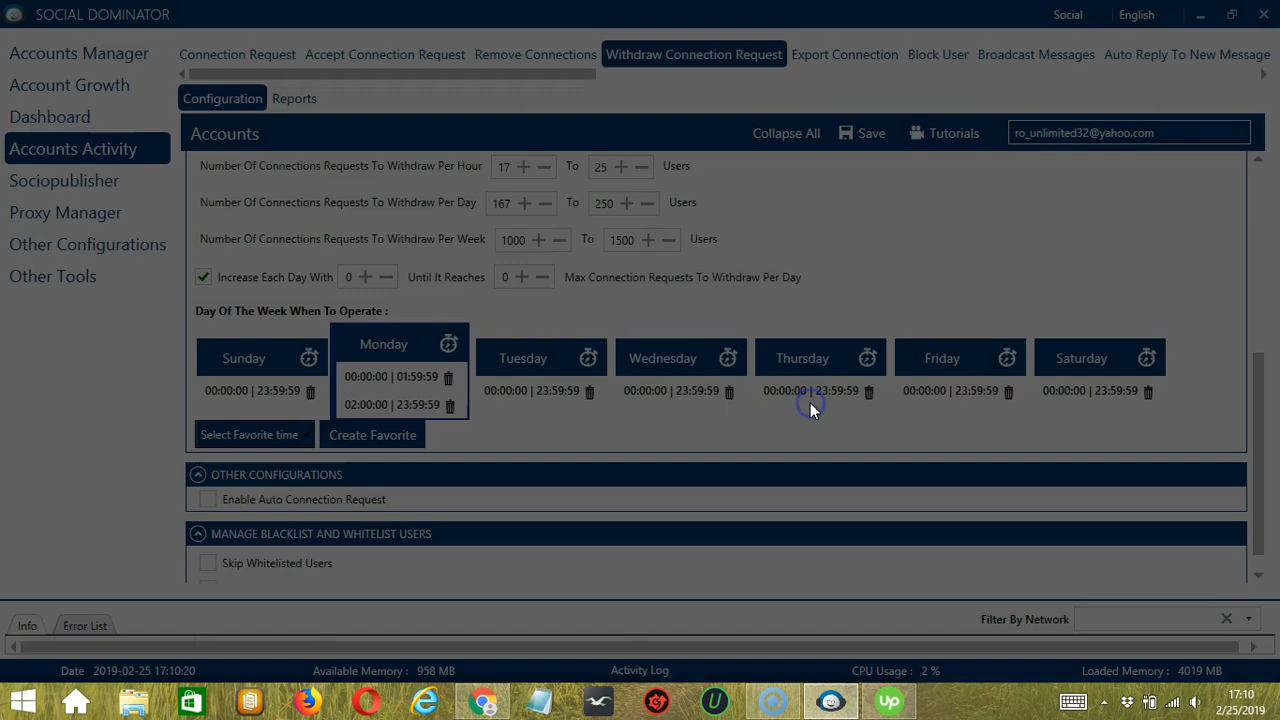 SOCIAL DOMINATOR
Social English
Accounts Manager
Account Growth
Dashboard
Accounts Activity
Sociopublisher
Proxy Manager
Other Configurations
Other Tools
Connection Request Accept Connection Request Remove Connections Withdraw Connection Request Export Connection Block User Broadcast Messages Auto Reply To New Message
Configuration Reports
Accounts Collapse All Save Tutorials ro_unlimited32@yahoo.com
Number Of Connections Requests To Withdraw Per Hour 17 To 25 Users
Number Of Connections Requests To Withdraw Per Day 167 To 250 Users
Number Of Connections Requests To Withdraw Per Week 1000 To 1500 Users
Increase Each Day With 0 Until It Reaches 0 Max Connection Requests To Withdraw Per Day
Day Of The Week When To Operate :
Sunday Monday Tuesday Wednesday Thursday Friday Saturday
00:00:00 | 23:59:59 00:00:00 | 01:59:59 00:00:00 | 23:59:59 00:00:00 | 23:59:59 00:00:00 | 23:59:59 00:00:00 | 23:59:59 00:00:00 | 23:59:59
02:00:00 | 23:59:59
Select Favorite time Create Favorite
OTHER CONFIGURATIONS
Enable Auto Connection Request
MANAGE BLACKLIST AND WHITELIST USERS
Skip Whitelisted Users
Info Error List Filter By Network
Date 2019-02-25 17:10:20 Available Memory : 958 MB Activity Log CPU Usage : 2 % Loaded Memory : 4019 MB
Up
17:10
2/25/2019